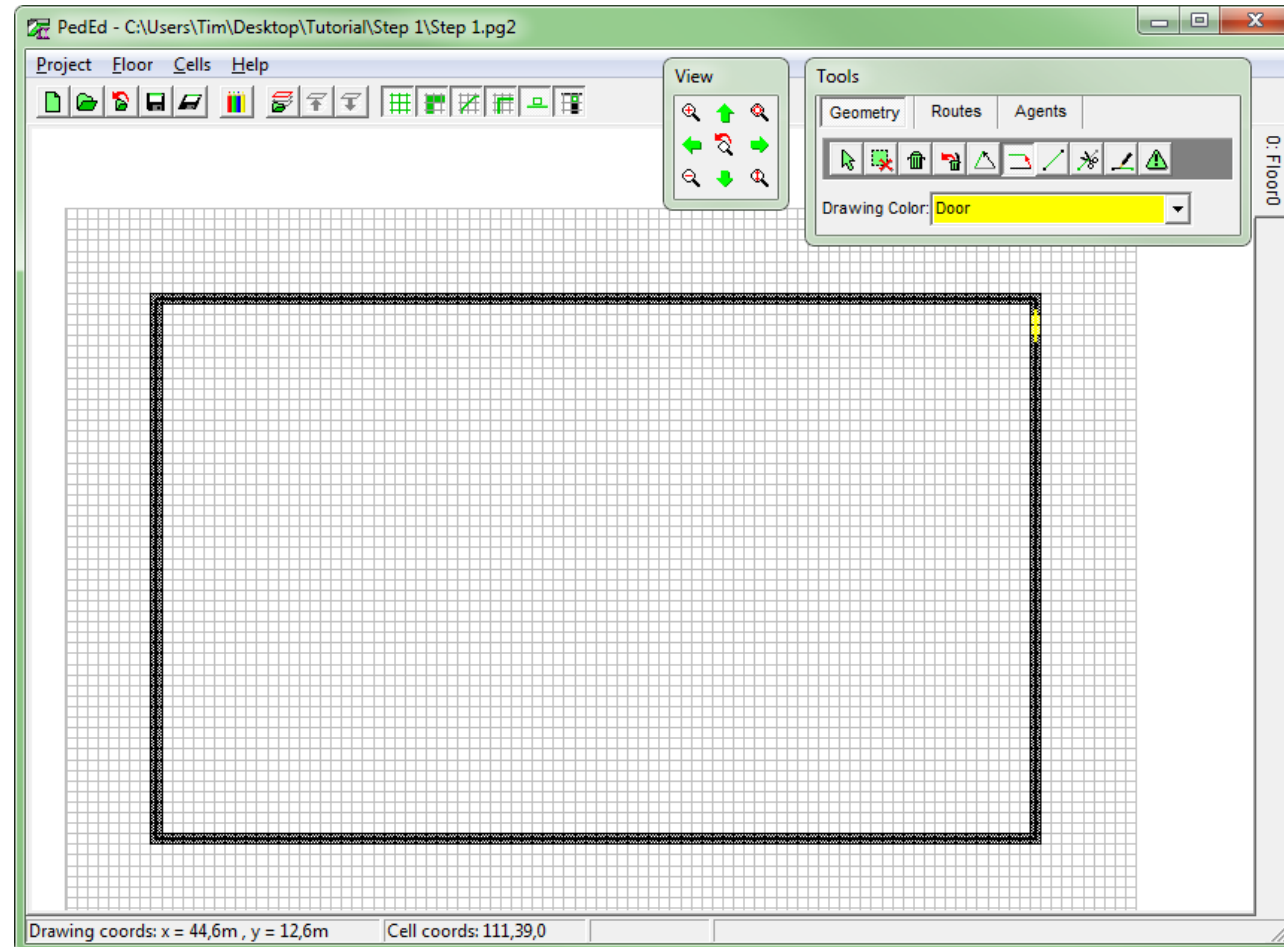 PedEd - C:\Users\Tim\Desktop\Tutorial\Step 1\Step 1.pg2
Project Floor Cells Help
View
Tools
Geometry Routes Agents
Drawing Color: Door
0: Floor0
Drawing coords: x = 44,6m , y = 12,6m
Cell coords: 111,39,0